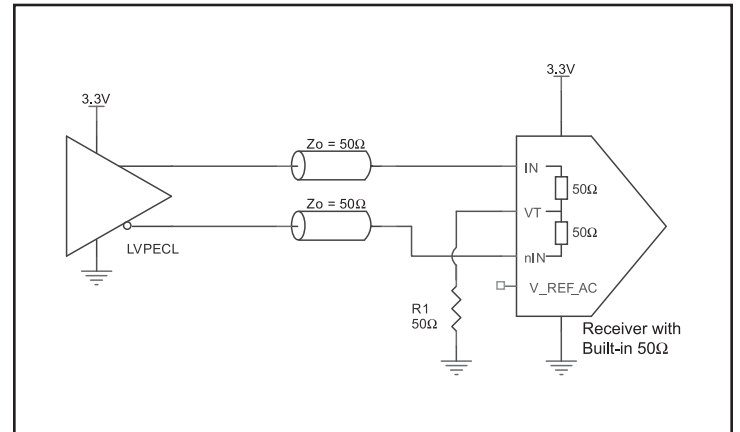 3.3V
3.3V
Zo = 50Ω
IN
50Ω
Zo = 50Ω
VT
50Ω
LVPECL
nIN
V_REF_AC
R1
50Ω
Receiver with
Built-in 50Ω